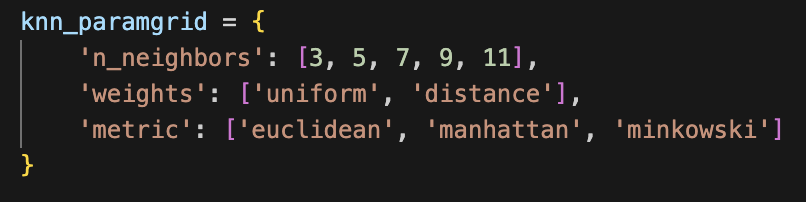 knn_paramgrid = {
    'n_neighbors': [3, 5, 7, 9, 11],
    'weights': ['uniform', 'distance'],
    'metric': ['euclidean', 'manhattan', 'minkowski']
}